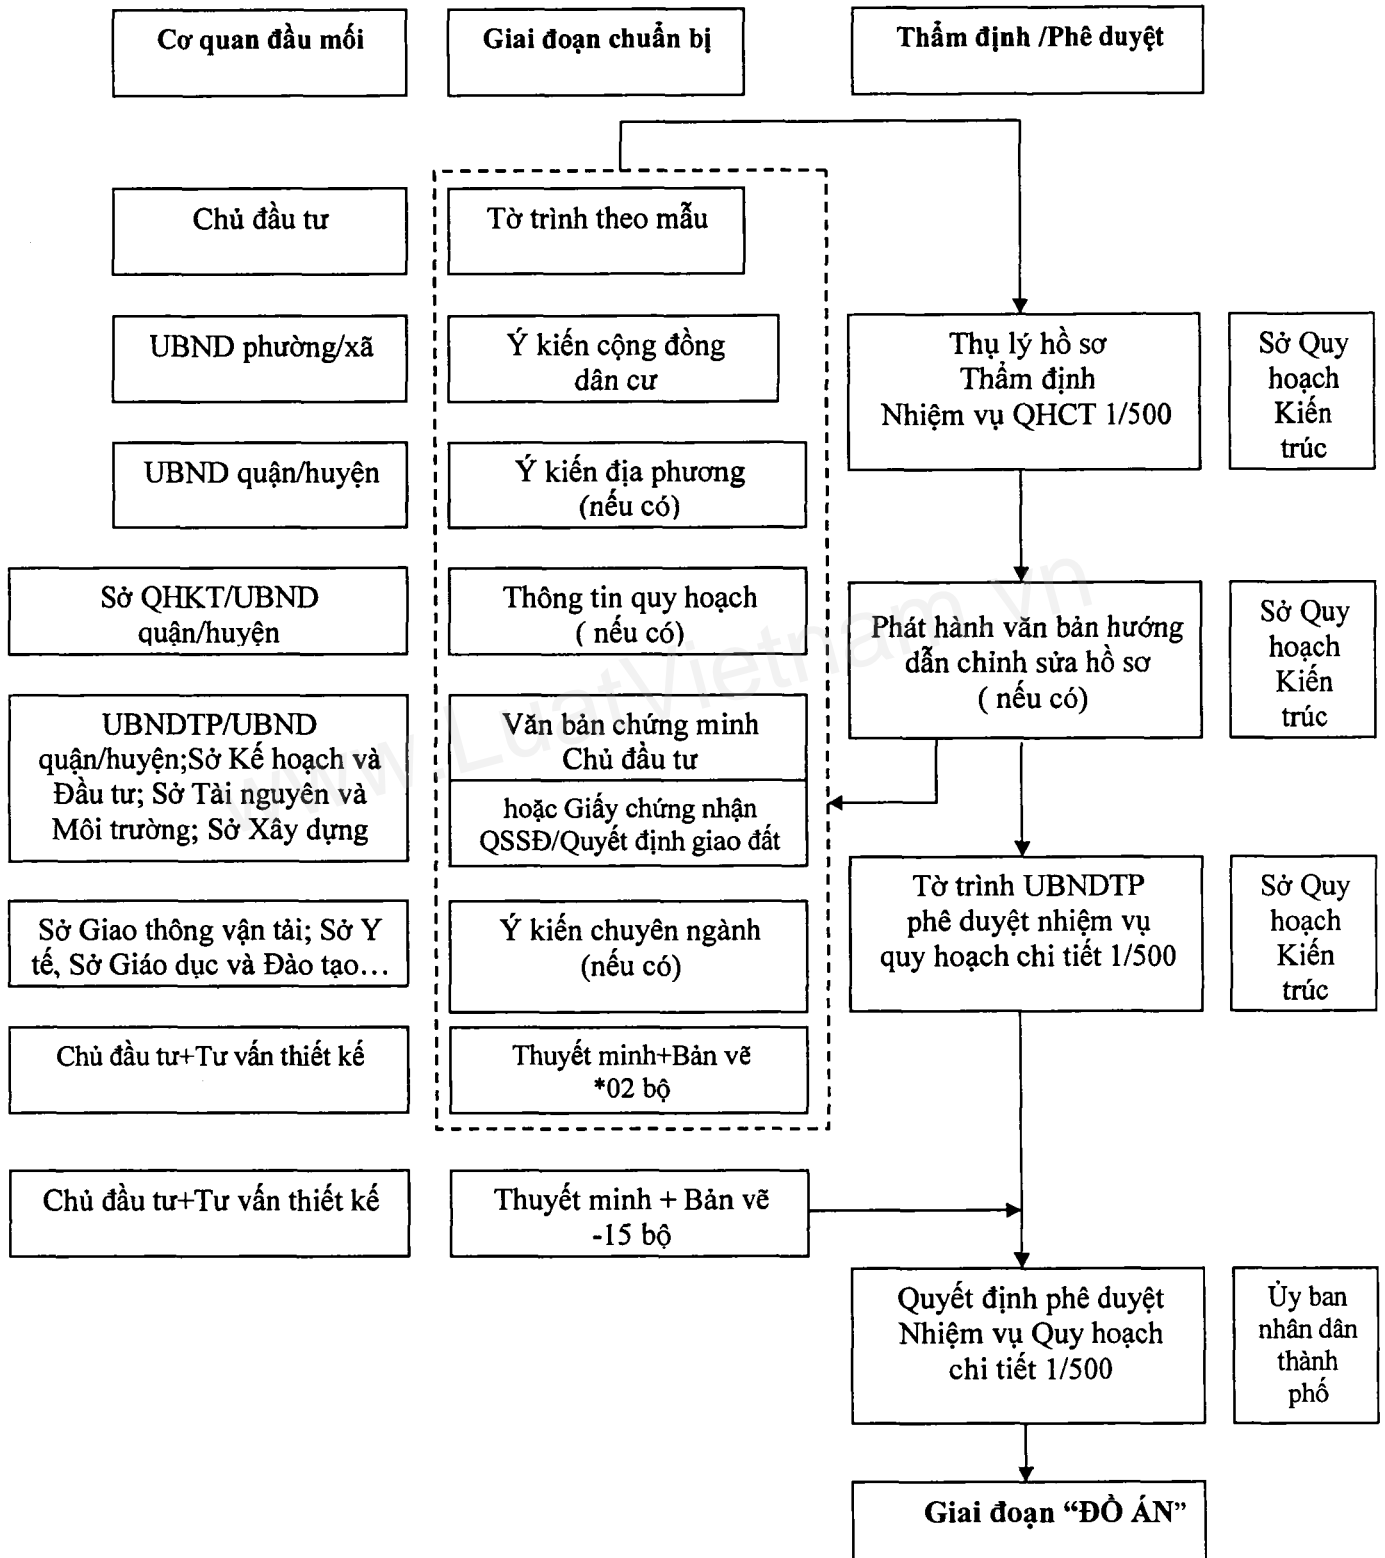 Cơ quan đầu mối
Giai đoạn chuẩn bị
Thẩm định /Phê duyệt
Chủ đầu tư
Tờ trình theo mẫu
UBND phường/xã
Ý kiến cộng đồng
dân cư
Thụ lý hồ sơ
Thẩm định
Nhiệm vụ QHCT 1/500
Sở Quy
hoạch
Kiến
trúc
UBND quận/huyện
Ý kiến địa phương
(nếu có)
Sở QHKT/UBND
quận/huyện
Thông tin quy hoạch
( nếu có)
Phát hành văn bản hướng
dẫn chỉnh sửa hồ sơ
( nếu có)
Sở Quy
hoạch
Kiến
trúc
UBNDTP/UBND
quận/huyện;Sở Kế hoạch và
Đầu tư; Sở Tài nguyên và
Môi trường; Sở Xây dựng
Văn bản chứng minh
Chủ đầu tư
hoặc Giấy chứng nhận
QSSĐ/Quyết định giao đất
Tờ trình UBNDTP
phê duyệt nhiệm vụ
quy hoạch chi tiết 1/500
Sở Quy
hoạch
Kiến
trúc
Sở Giao thông vận tải; Sở Y
tế, Sở Giáo dục và Đào tạo...
Ý kiến chuyên ngành
(nếu có)
Chủ đầu tư+Tư vấn thiết kế
Thuyết minh+Bản vẽ
*02 bộ
Chủ đầu tư+Tư vấn thiết kế
Thuyết minh + Bản vẽ
-15 bộ
Quyết định phê duyệt
Nhiệm vụ Quy hoạch
chi tiết 1/500
Ủy ban
nhân dân
thành
phố
Giai đoạn “ĐỒ ÁN”
www.LuatVietnam.vn